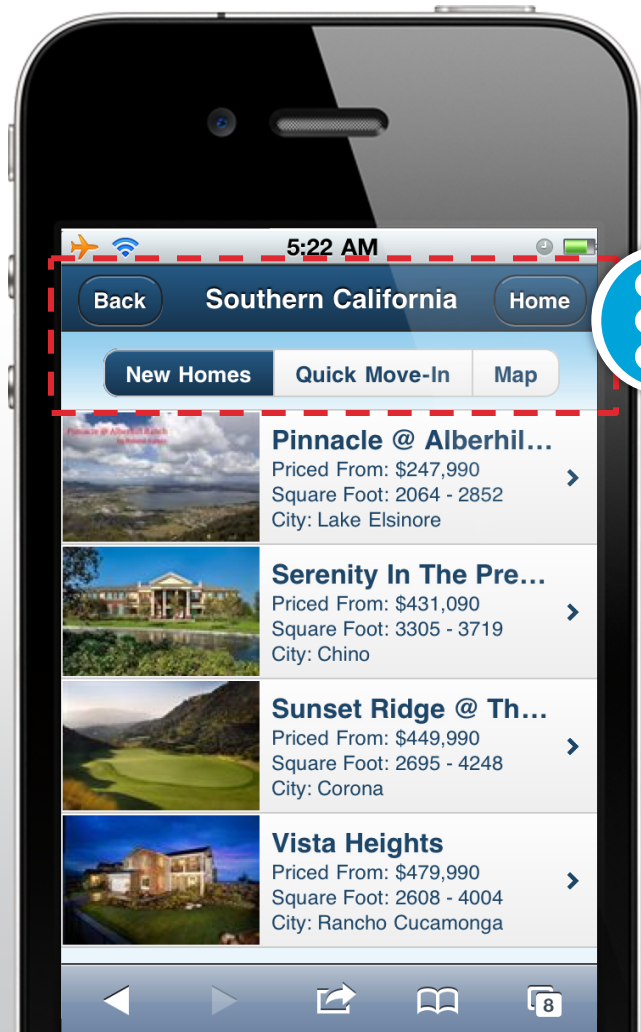 5:22 AM
Back Southern California Home
New Homes Quick Move-In Map
Pinnacle @ Alberhill Ranch
Pinnacle @ Alberhil...
Priced From: $247,990
Square Foot: 2064 - 2852
City: Lake Elsinore
Serenity In The Pre...
Priced From: $431,090
Square Foot: 3305 - 3719
City: Chino
Sunset Ridge @ Th...
Priced From: $449,990
Square Foot: 2695 - 4248
City: Corona
Vista Heights
Priced From: $479,990
Square Foot: 2608 - 4004
City: Rancho Cucamonga
8